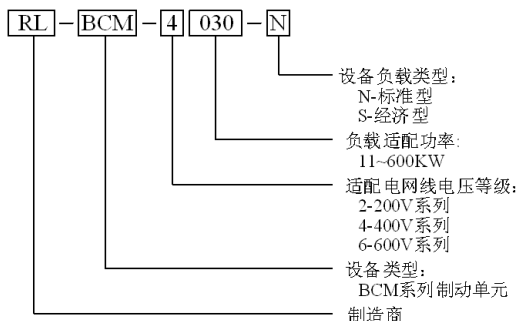 RL-BCM-4 030-N
设备负载类型：
N-标准型
S-经济型
负载适配功率:
11~600KW
适配电网线电压等级：
2-200V系列
4-400V系列
6-600V系列
设备类型：
BCM系列制动单元
制造商